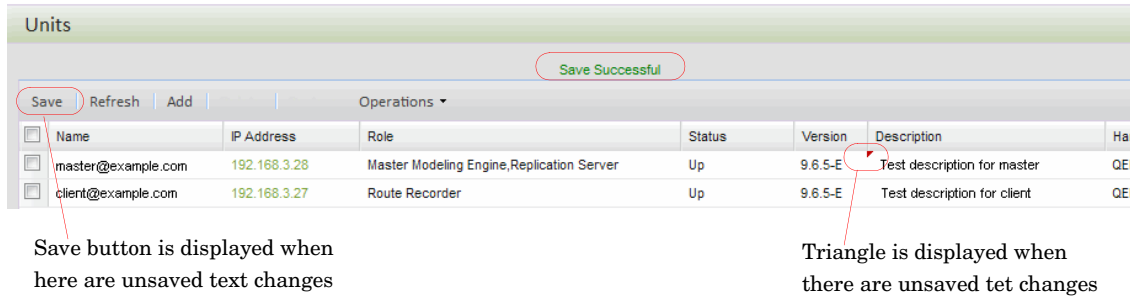 Units
Save Successful
Save Refresh Add Operations
Name IP Address Role Status Version Description Ha
master@example.com 192.168.3.28 Master Modeling Engine,Replication Server Up 9.6.5-E Test description for master QE
client@example.com 192.168.3.27 Route Recorder Up 9.6.5-E Test description for client QE
Save button is displayed when
here are unsaved text changes
Triangle is displayed when
there are unsaved tet changes